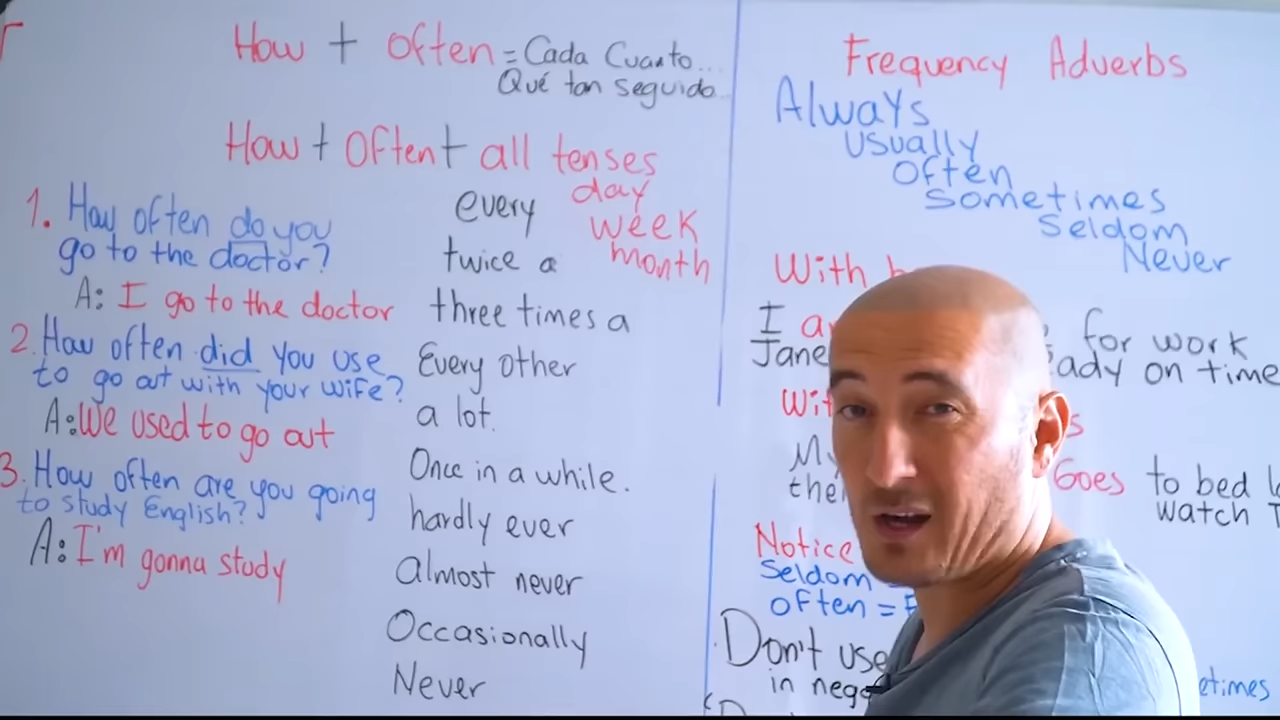 How + often = Cada Cuanto...
Qué tan seguido...
How + Often + all tenses
1. How often do you
go to the doctor?
A: I go to the doctor
2. How often did you use
to go out with your wife?
A: We used to go out
3. How often are you going
to study English?
A: I'm gonna study
every day
week
month
twice a
three times a
Every other
a lot.
Once in a while.
hardly ever
almost never
Occasionally
Never
Frequency Adverbs
Always
usually
often
sometimes
Seldom
Never
With
I for work
Jane on time
Goes to bed
watch
Notice
Seldom
often =
Don't use
in